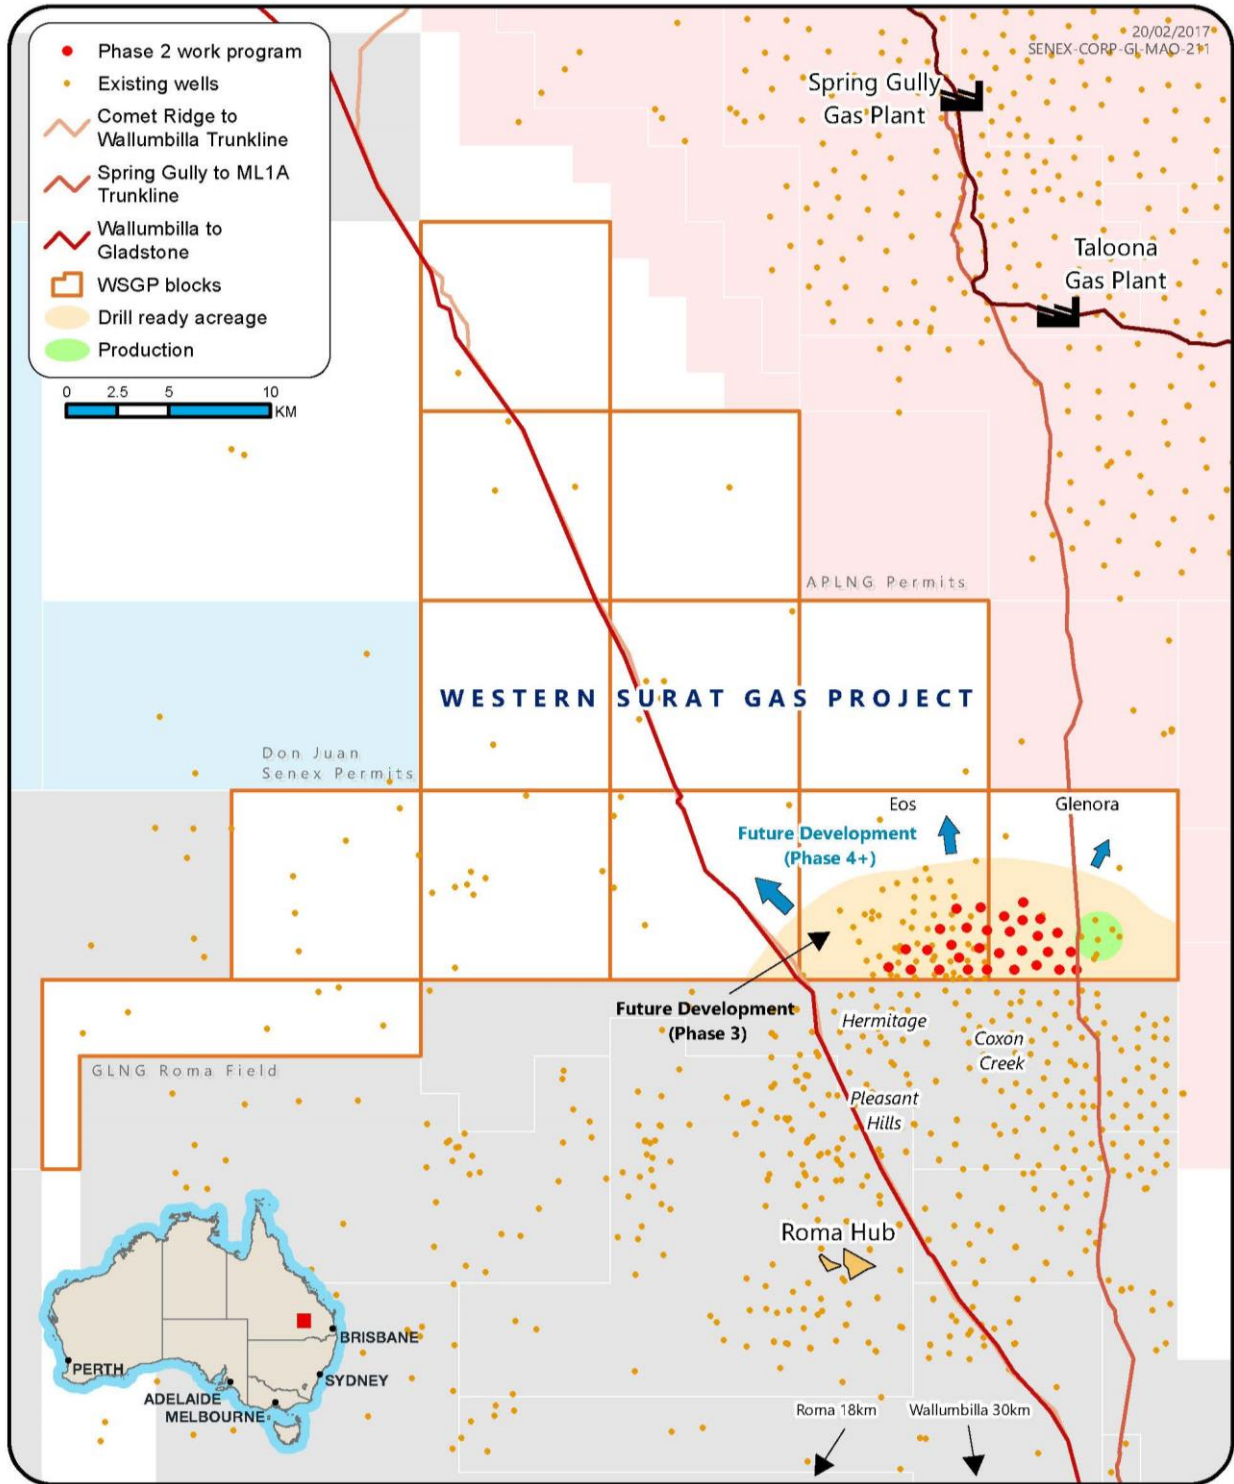 20/02/2017
SENEX-CORP-GI-MAO-211
Phase 2 work program
Existing wells
Comet Ridge to
Wallumbilla Trunkline
Spring Gully to ML1A
Trunkline
Wallumbilla to
Gladstone
WSGP blocks
Drill ready acreage
Production
0 2.5 5 10
KM
Spring Gully
Gas Plant
Taloona
Gas Plant
APLNG Permits
WESTERN SURAT GAS PROJECT
Don Juan
Senex Permits
Eos
Glenora
Future Development
(Phase 4+)
Future Development
(Phase 3)
Hermitage
Coxon
Creek
GLNG Roma Field
Pleasant
Hills
Roma Hub
BRISBANE
PERTH
SYDNEY
ADELAIDE
MELBOURNE
Roma 18km
Wallumbilla 30km